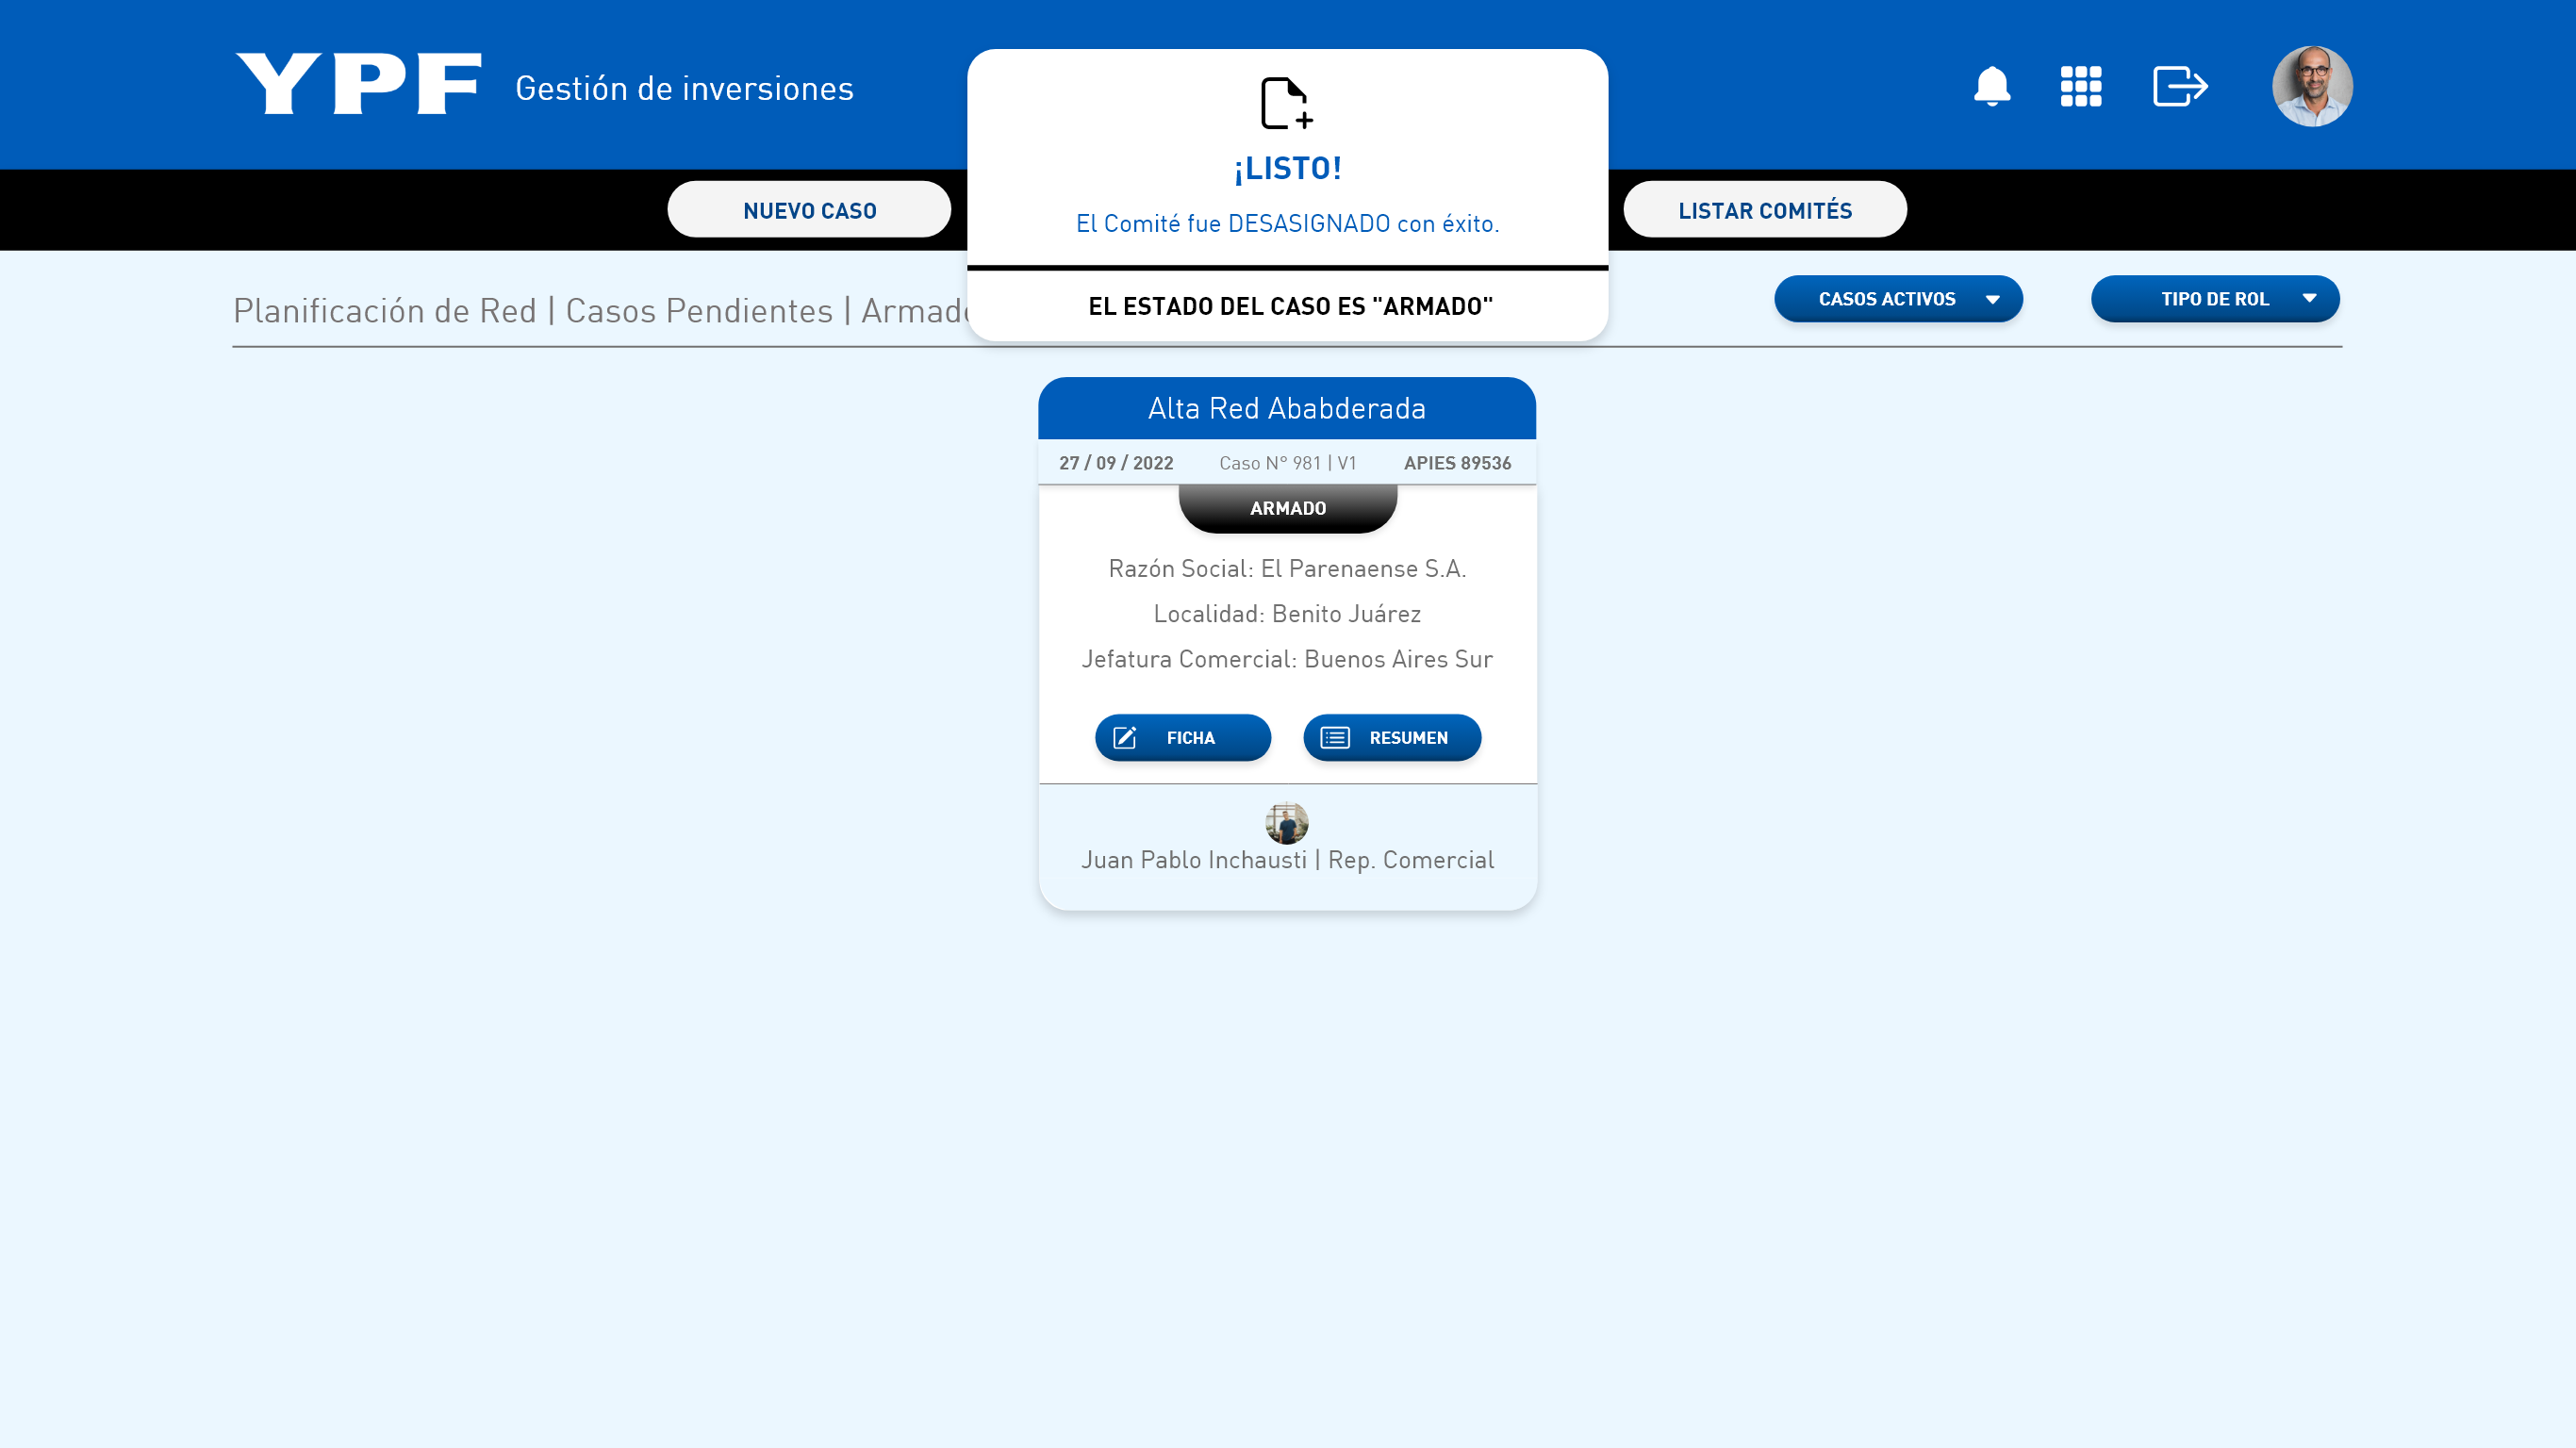 YPF Gestión de inversiones
¡LISTO!
El Comité fue DESASIGNADO con éxito.
EL ESTADO DEL CASO ES "ARMADO"
NUEVO CASO
LISTAR COMITÉS
Planificación de Red | Casos Pendientes | Armado
CASOS ACTIVOS
TIPO DE ROL
Alta Red Ababderada
27 / 09 / 2022 Caso N° 981 | V1 APIES 89536
ARMADO
Razón Social: El Parenaense S.A.
Localidad: Benito Juárez
Jefatura Comercial: Buenos Aires Sur
FICHA
RESUMEN
Juan Pablo Inchausti | Rep. Comercial